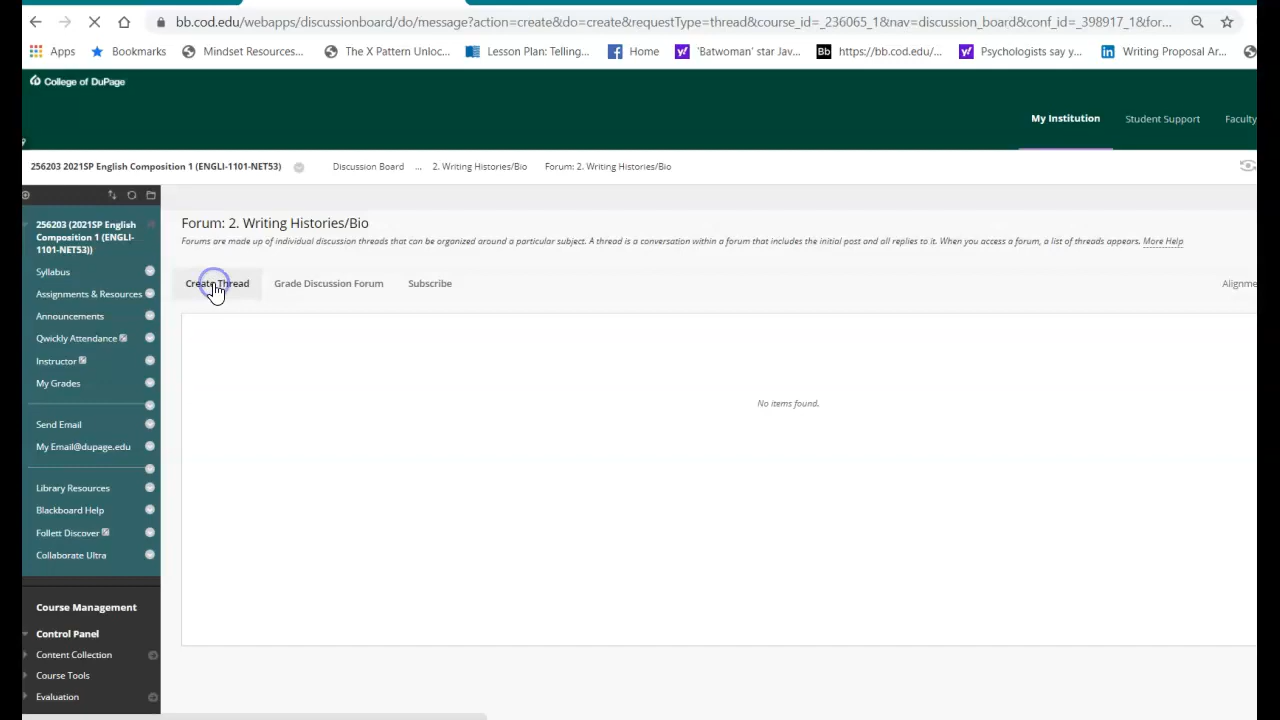 bb.cod.edu/webapps/discussionboard/do/message?action=create&do=create&requestType=thread&course_id=_236065_1&nav=discussion_board&conf_id=_398917_1&for...
Apps Bookmarks Mindset Resources... The X Pattern Unloc... Lesson Plan: Telling... Home 'Batwoman' star Jav... Bb https://bb.cod.edu/... Psychologists say y... in Writing Proposal Ar...
College of DuPage
My Institution Student Support Faculty
256203 2021SP English Composition 1 (ENGLI-1101-NET53) Discussion Board ... 2. Writing Histories/Bio Forum: 2. Writing Histories/Bio
256203 (2021SP English
Composition 1 (ENGLI-
1101-NET53))
Syllabus
Assignments & Resources
Announcements
Qwickly Attendance
Instructor
My Grades
Send Email
My Email@dupage.edu
Library Resources
Blackboard Help
Follett Discover
Collaborate Ultra
Course Management
Control Panel
Content Collection
Course Tools
Evaluation
Forum: 2. Writing Histories/Bio
Forums are made up of individual discussion threads that can be organized around a particular subject. A thread is a conversation within a forum that includes the initial post and all replies to it. When you access a forum, a list of threads appears. More Help
Create Thread Grade Discussion Forum Subscribe Alignme
No items found.